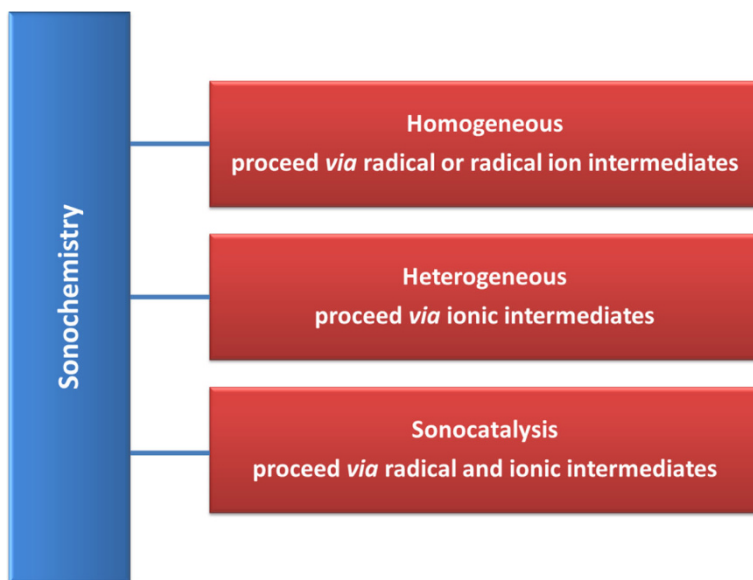 Sonochemistry
Homogeneous
proceed via radical or radical ion intermediates
Heterogeneous
proceed via ionic intermediates
Sonocatalysis
proceed via radical and ionic intermediates